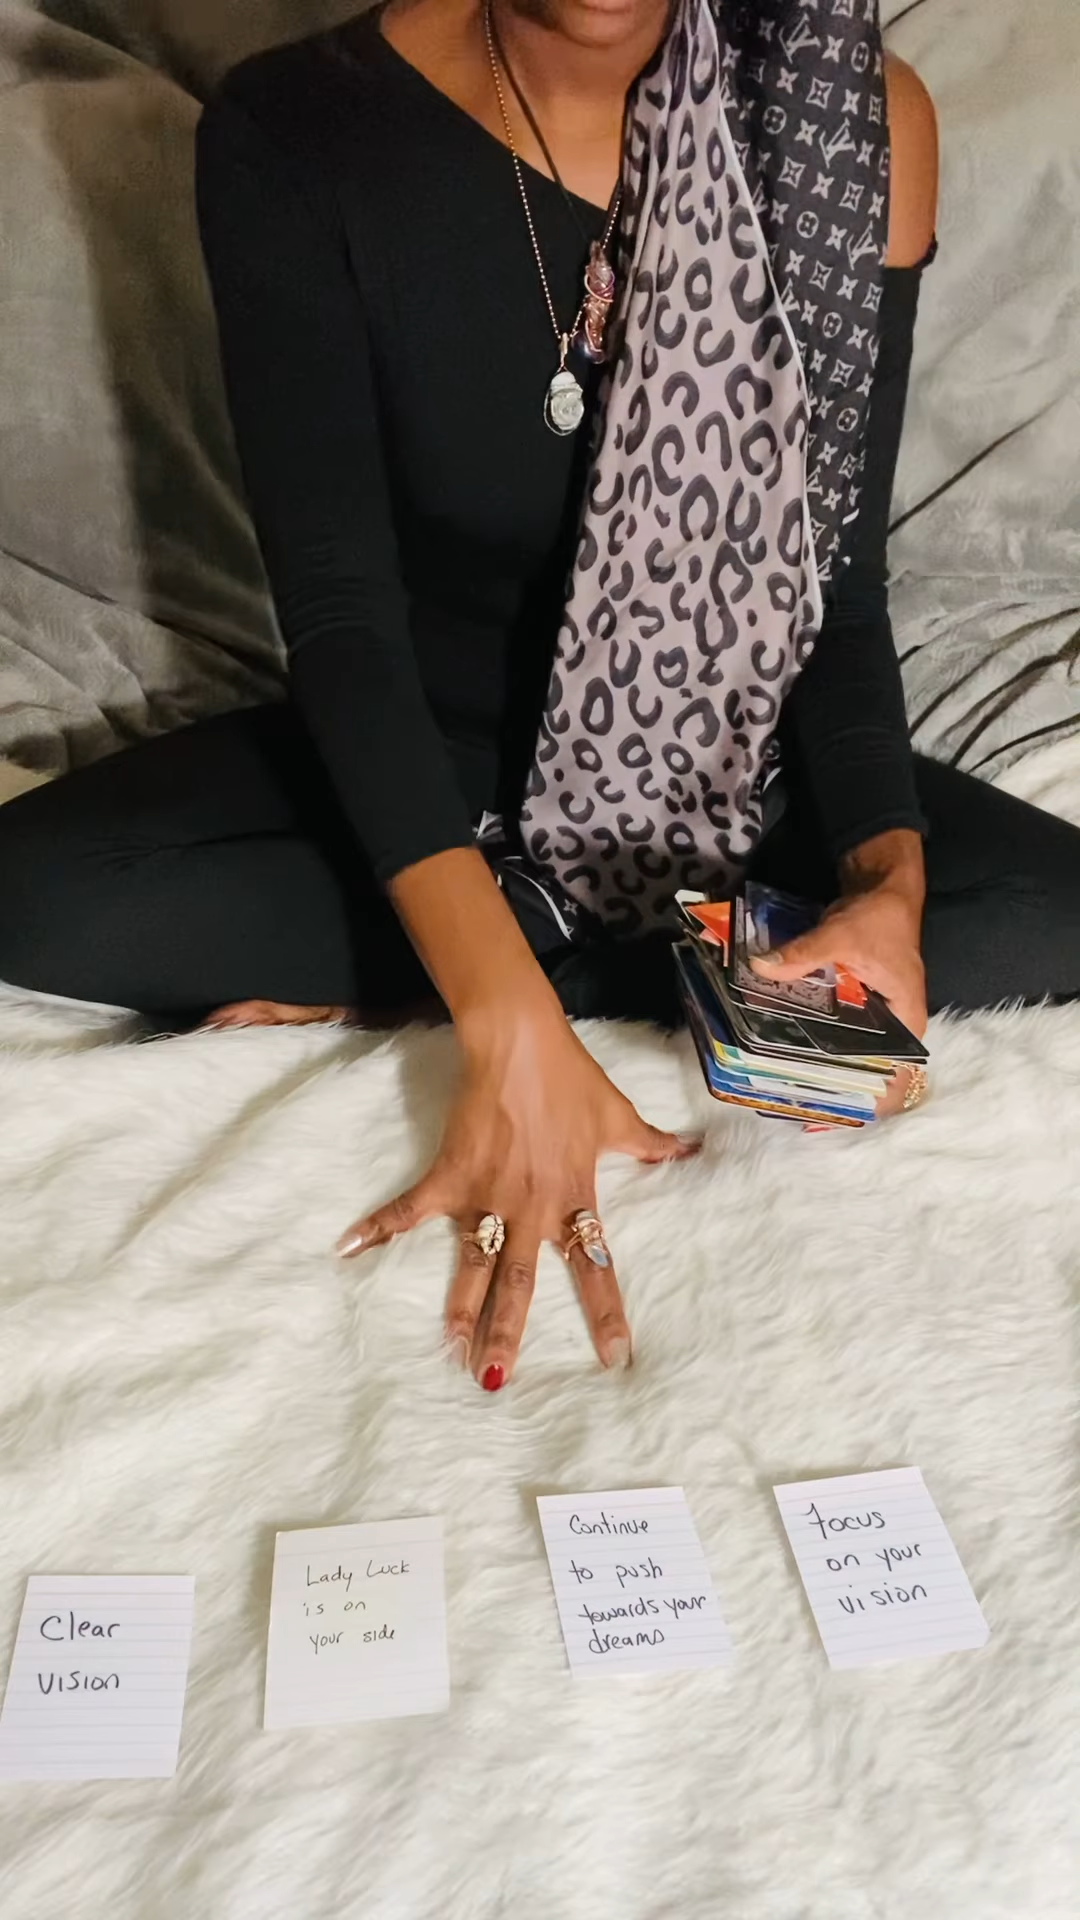 Clear
vision
Lady Luck
is on
your side
Continue
to push
towards your
dreams
Focus
on your
vision